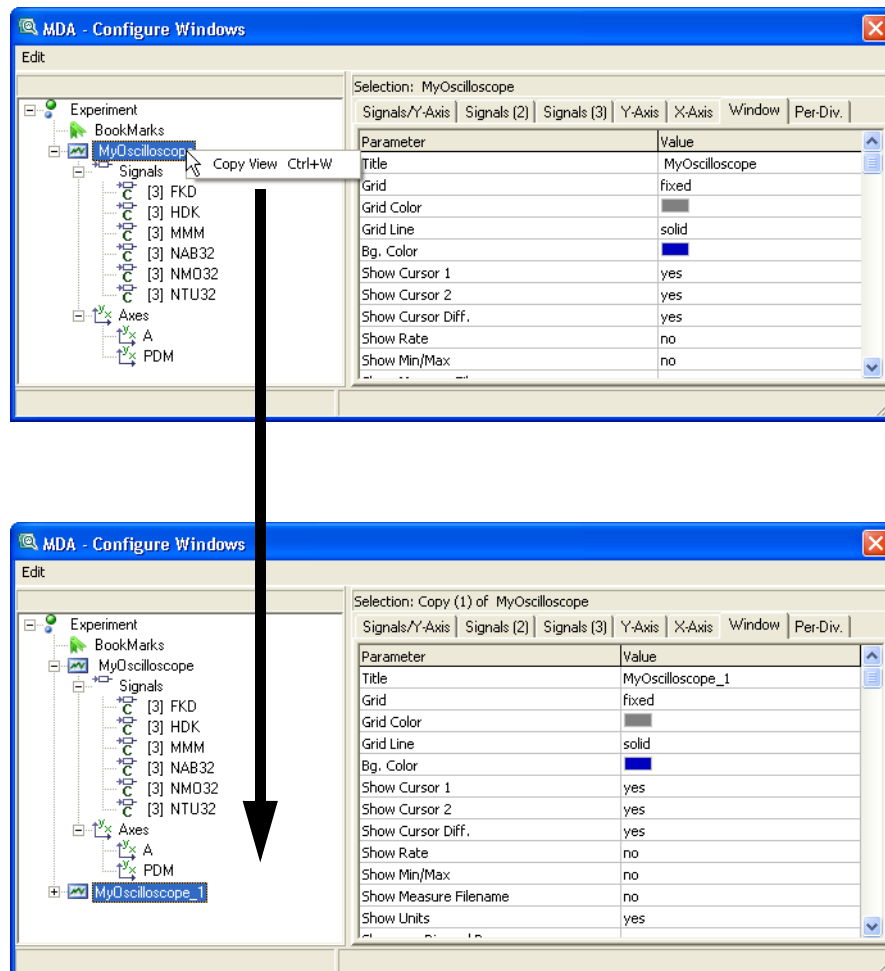 MDA - Configure Windows
Edit
Selection: MyOscilloscope
Experiment
BookMarks
MyOscilloscope
Signals
[3] FKD
[3] HDK
[3] MMM
[3] NAB32
[3] NMO32
[3] NTU32
Axes
A
PDM
Copy View Ctrl+W
Signals/Y-Axis Signals (2) Signals (3) Y-Axis X-Axis Window Per-Div.
Parameter Value
Title MyOscilloscope
Grid fixed
Grid Color
Grid Line solid
Bg. Color
Show Cursor 1 yes
Show Cursor 2 yes
Show Cursor Diff. yes
Show Rate no
Show Min/Max no
MDA - Configure Windows
Edit
Selection: Copy (1) of MyOscilloscope
Experiment
BookMarks
MyOscilloscope
Signals
[3] FKD
[3] HDK
[3] MMM
[3] NAB32
[3] NMO32
[3] NTU32
Axes
A
PDM
MyOscilloscope_1
Signals/Y-Axis Signals (2) Signals (3) Y-Axis X-Axis Window Per-Div.
Parameter Value
Title MyOscilloscope_1
Grid fixed
Grid Color
Grid Line solid
Bg. Color
Show Cursor 1 yes
Show Cursor 2 yes
Show Cursor Diff. yes
Show Rate no
Show Min/Max no
Show Measure Filename no
Show Units yes